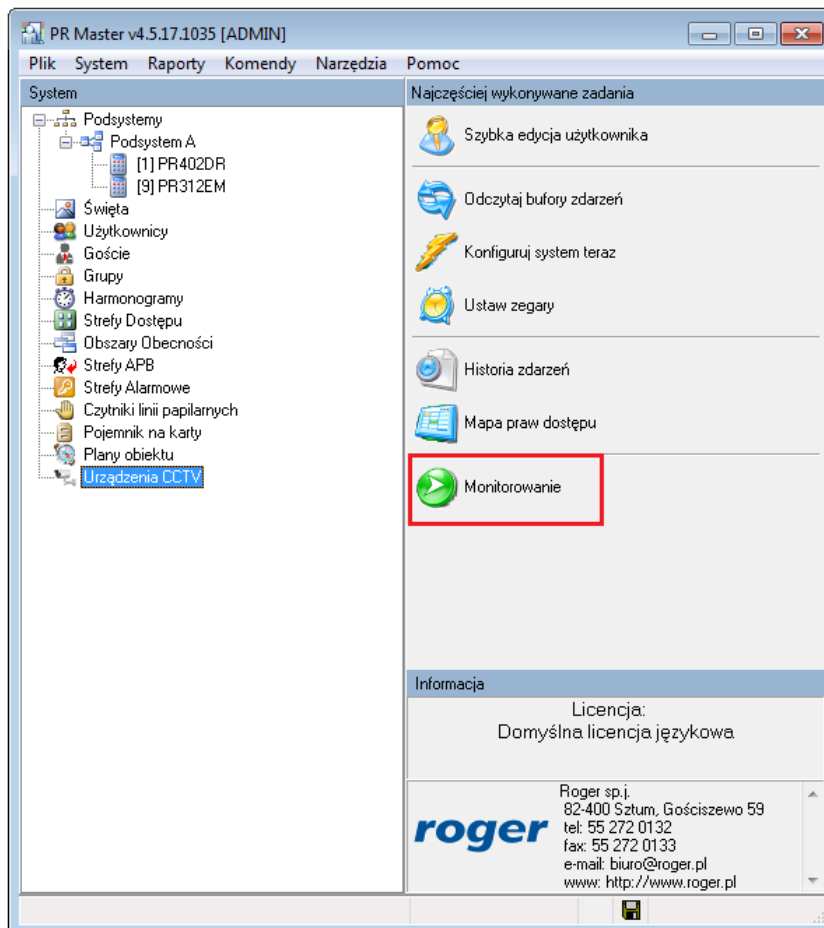 PR Master v4.5.17.1035 [ADMIN]
Plik System Raporty Komendy Narzędzia Pomoc
System
Podsystemy
Podsystem A
[1] PR402DR
[9] PR312EM
Święta
Użytkownicy
Goście
Grupy
Harmonogramy
Strefy Dostępu
Obszary Obecności
Strefy APB
Strefy Alarmowe
Czytniki linii papilarnych
Pojemnik na karty
Plany obiektu
Urządzenia CCTV
Najczęściej wykonywane zadania
Szybka edycja użytkownika
Odczytaj bufory zdarzeń
Konfiguruj system teraz
Ustaw zegary
Historia zdarzeń
Mapa praw dostępu
Monitorowanie
Informacja
Licencja:
Domyślna licencja językowa
roger
Roger sp.j.
82-400 Sztum, Gościszewo 59
tel: 55 272 0132
fax: 55 272 0133
e-mail: biuro@roger.pl
www: http://www.roger.pl